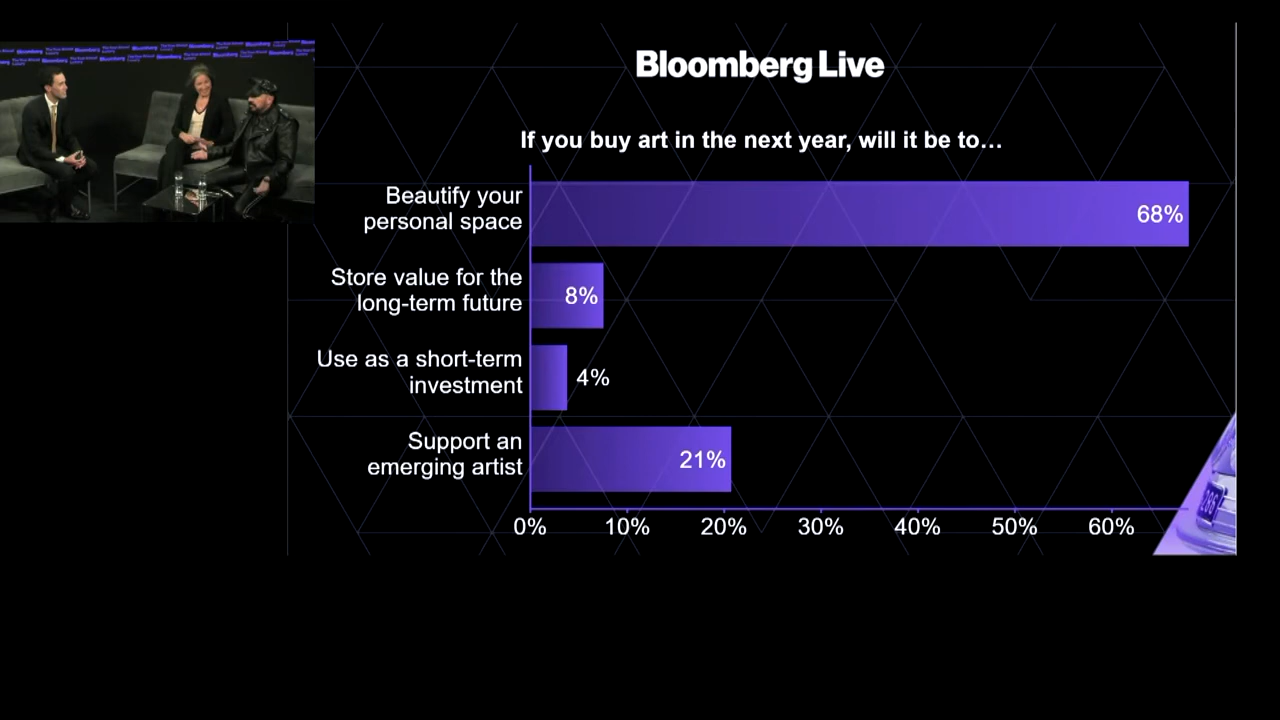 Bloomberg Live
If you buy art in the next year, will it be to…
Beautify your
personal space
68%
Store value for the
long-term future
8%
Use as a short-term
investment
4%
Support an
emerging artist
21%
0% 10% 20% 30% 40% 50% 60%
286